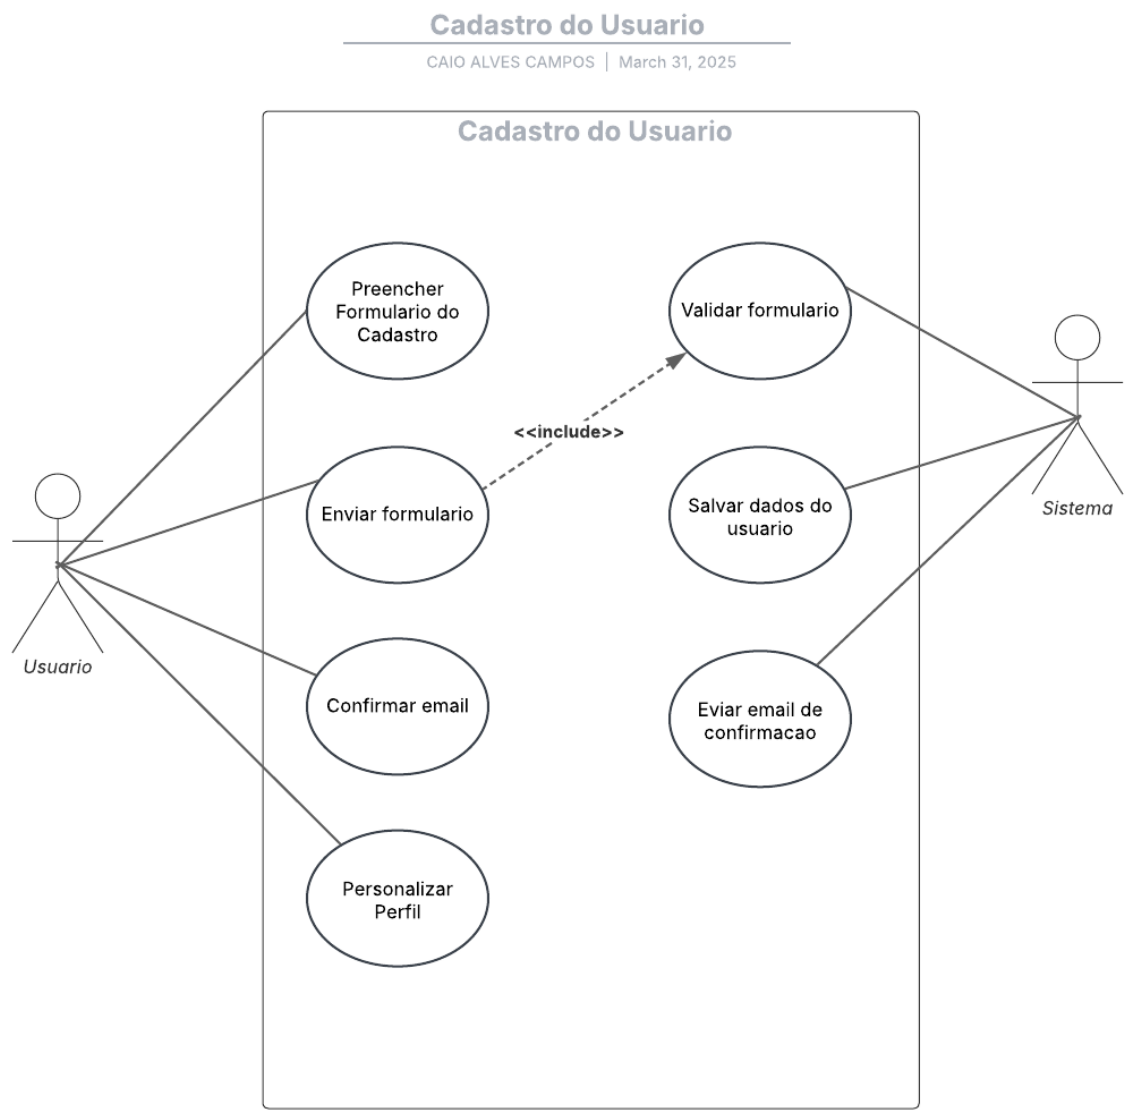 Cadastro do Usuario
CAIO ALVES CAMPOS | March 31, 2025
Cadastro do Usuario
Preencher
Formulario do
Cadastro
Validar formulario
<<include>>
Enviar formulario
Salvar dados do
usuario
Sistema
Usuario
Confirmar email
Eviar email de
confirmacao
Personalizar
Perfil